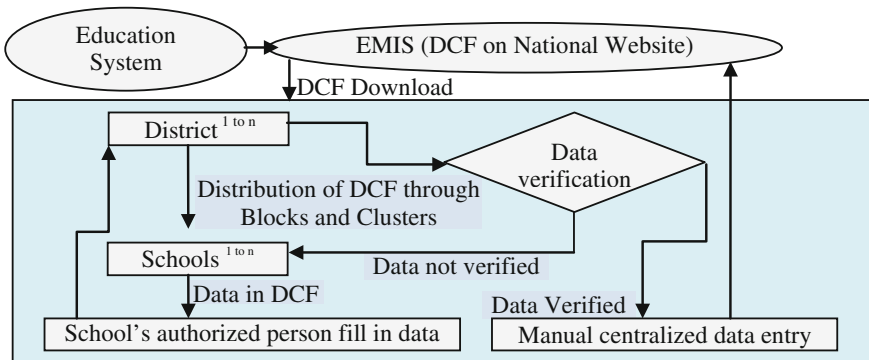 Education
System
EMIS (DCF on National Website)
DCF Download
District 1 to n
Data
verification
Distribution of DCF through
Blocks and Clusters
Schools 1 to n
Data not verified
Data in DCF
Data Verified
School's authorized person fill in data
Manual centralized data entry